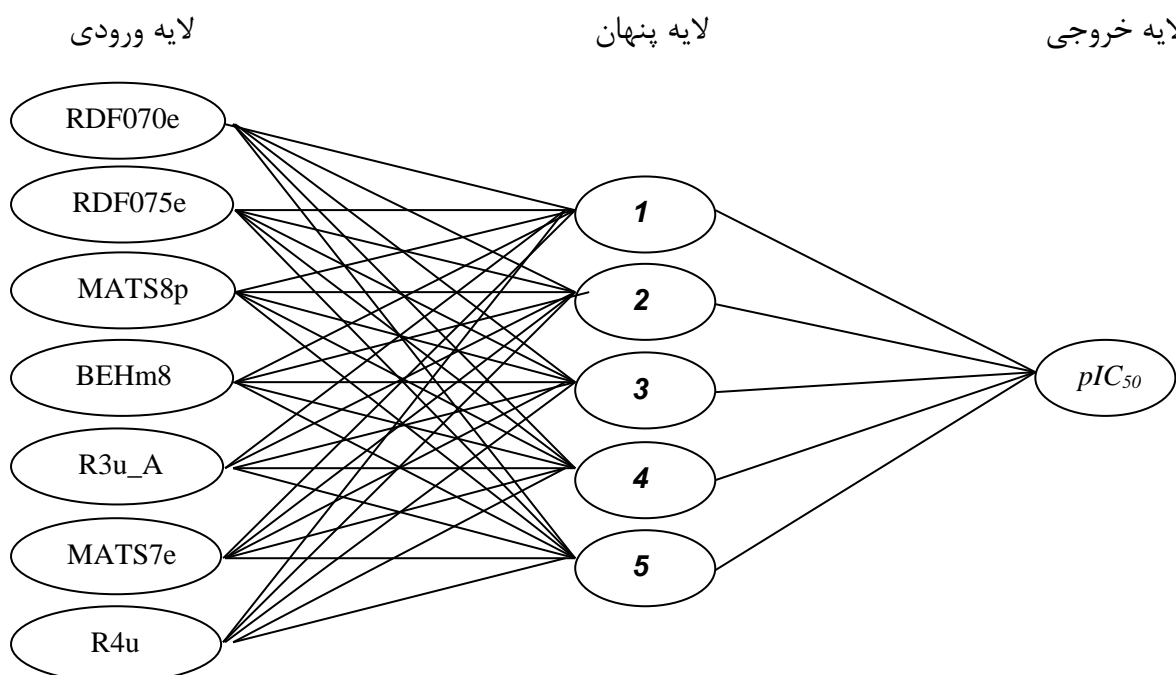 لایه ورودی
لایه پنهان
لایه خروجی
RDF070e
RDF075e
MATS8p
BEHm8
R3u_A
MATS7e
R4u
1
2
3
4
5
pIC₅₀